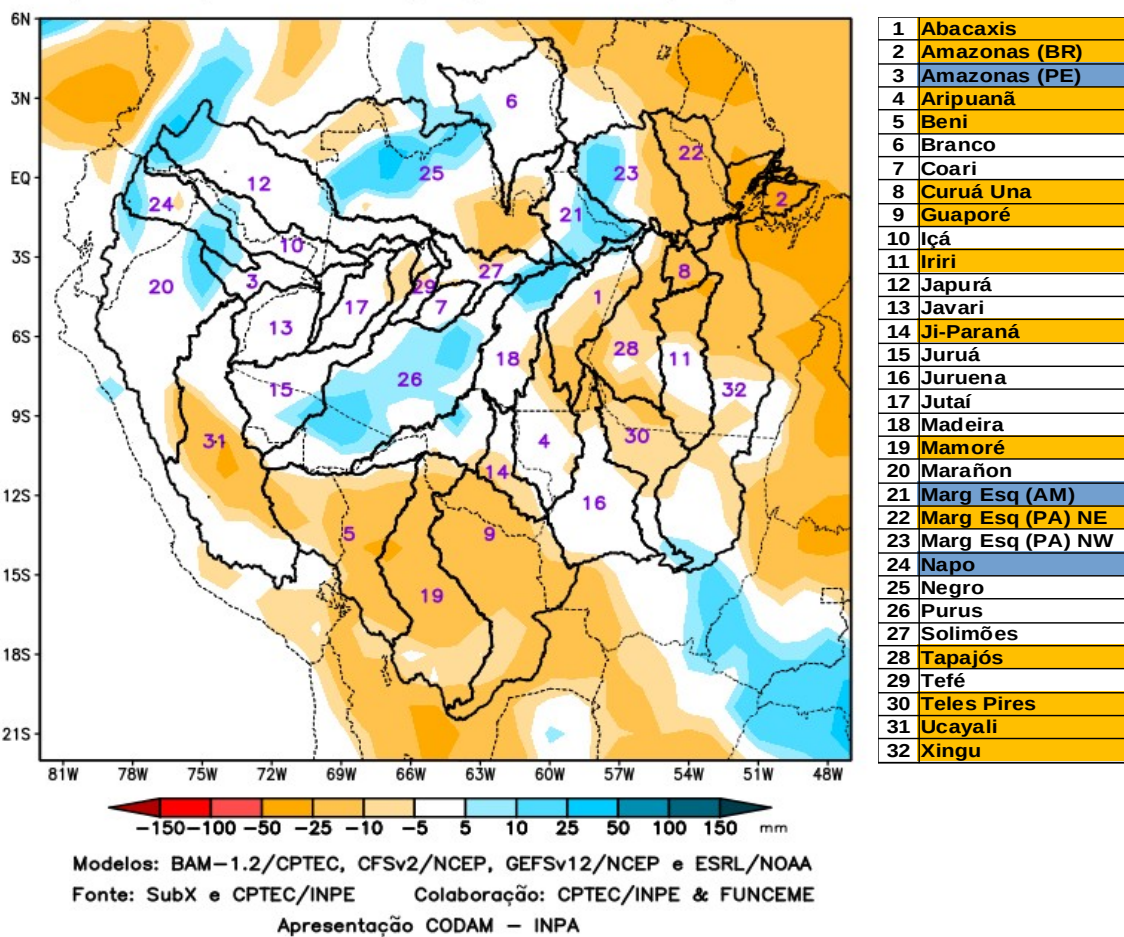 6N
3N
EQ
3S
6S
9S
12S
15S
18S
21S
81W 78W 75W 72W 69W 66W 63W 60W 57W 54W 51W 48W
6
22
25
23
12
24
2
21
10
27
8
3
20
29
1
17
7
13
28
18
11
26
15
32
31
30
4
14
16
5
9
19
1 Abacaxis
2 Amazonas (BR)
3 Amazonas (PE)
4 Aripuanã
5 Beni
6 Branco
7 Coari
8 Curuá Una
9 Guaporé
10 Içá
11 Iriri
12 Japurá
13 Javari
14 Ji-Paraná
15 Juruá
16 Juruena
17 Jutaí
18 Madeira
19 Mamoré
20 Marañon
21 Marg Esq (AM)
22 Marg Esq (PA) NE
23 Marg Esq (PA) NW
24 Napo
25 Negro
26 Purus
27 Solimões
28 Tapajós
29 Tefé
30 Teles Pires
31 Ucayali
32 Xingu
-150 -100 -50 -25 -10 -5 5 10 25 50 100 150 mm
Modelos: BAM-1.2/CPTEC, CFSv2/NCEP, GEFSv12/NCEP e ESRL/NOAA
Fonte: SubX e CPTEC/INPE Colaboração: CPTEC/INPE & FUNCEME
Apresentação CODAM - INPA